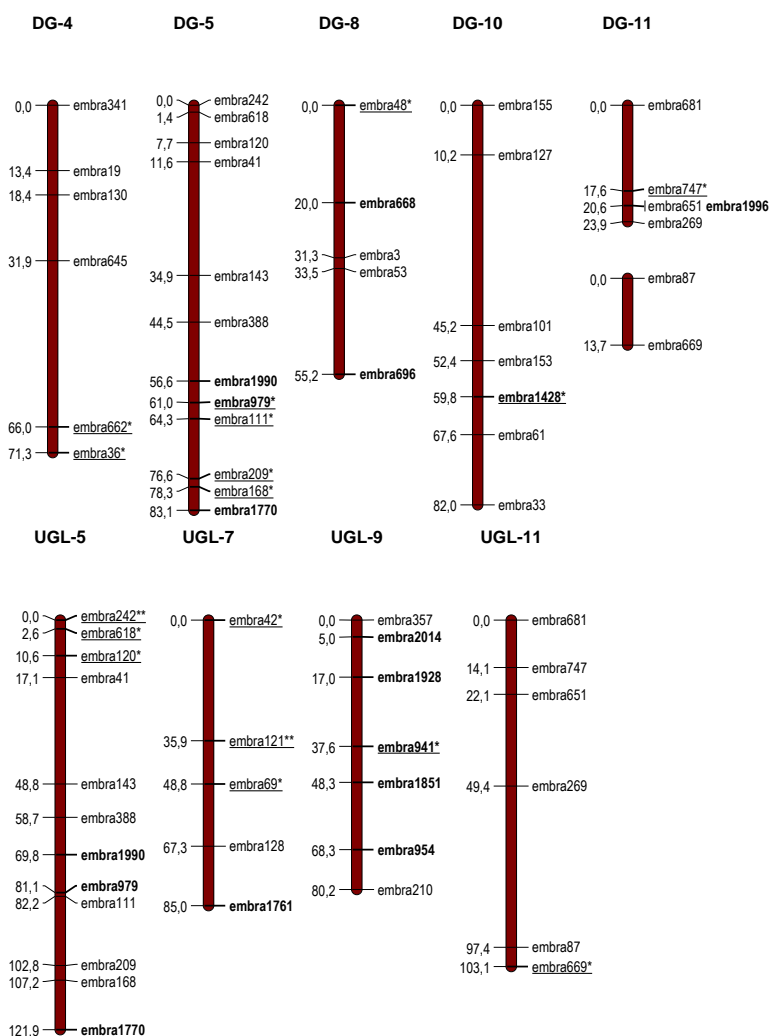 DG-4 DG-5 DG-8 DG-10 DG-11
0,0 embra341
13,4 embra19
18,4 embra130
31,9 embra645
66,0 embra662*
71,3 embra36*
0,0 embra242
1,4 embra618
7,7 embra120
11,6 embra41
34,9 embra143
44,5 embra388
56,6 embra1990
61,0 embra979*
64,3 embra111*
76,6 embra209*
78,3 embra168*
83,1 embra1770
0,0 embra48*
20,0 embra668
31,3 embra3
33,5 embra53
55,2 embra696
0,0 embra155
10,2 embra127
45,2 embra101
52,4 embra153
59,8 embra1428*
67,6 embra61
82,0 embra33
0,0 embra681
17,6 embra747*
20,6 embra651 embra1996
23,9 embra269
0,0 embra87
13,7 embra669
UGL-5 UGL-7 UGL-9 UGL-11
0,0 embra242**
2,6 embra618*
10,6 embra120*
17,1 embra41
48,8 embra143
58,7 embra388
69,8 embra1990
81,1 embra979
82,2 embra111
102,8 embra209
107,2 embra168
121,9 embra1770
0,0 embra42*
35,9 embra121**
48,8 embra69*
67,3 embra128
85,0 embra1761
0,0 embra357
5,0 embra2014
17,0 embra1928
37,6 embra941*
48,3 embra1851
68,3 embra954
80,2 embra210
0,0 embra681
14,1 embra747
22,1 embra651
49,4 embra269
97,4 embra87
103,1 embra669*